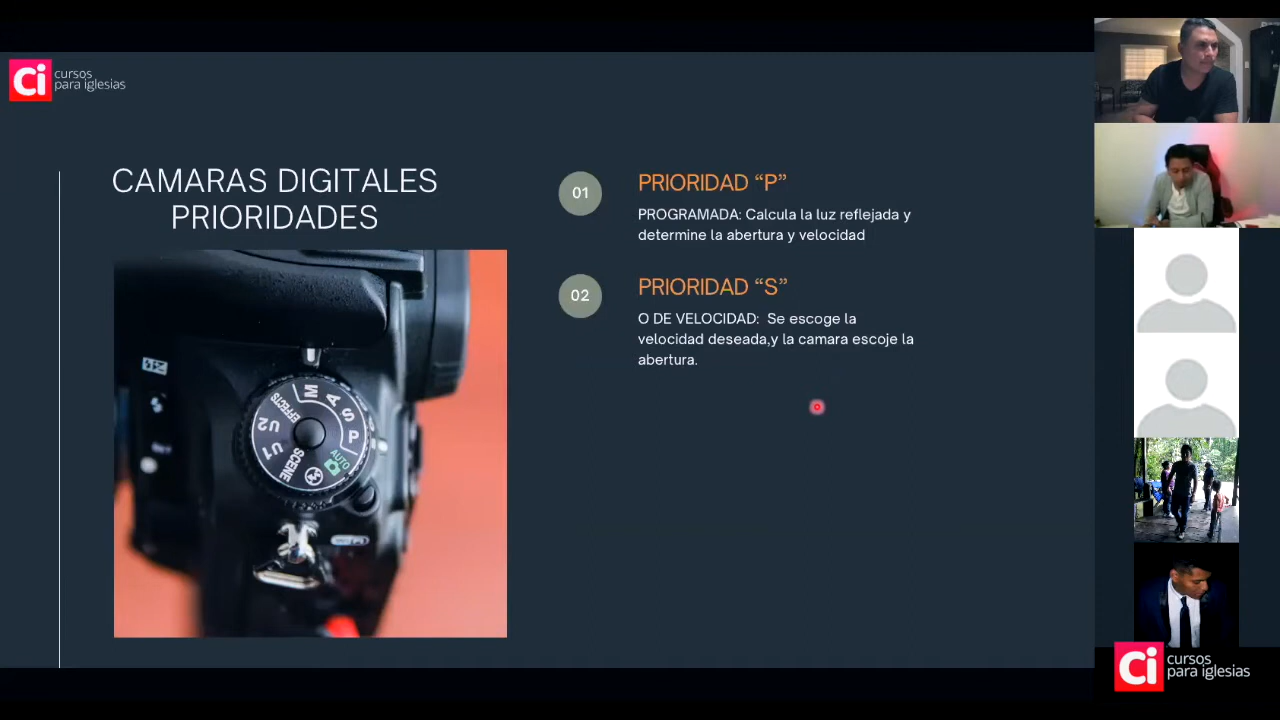 Ci cursos
para iglesias
CAMARAS DIGITALES
PRIORIDADES
01
PRIORIDAD “P”
PROGRAMADA: Calcula la luz reflejada y
determine la abertura y velocidad
02
PRIORIDAD “S”
O DE VELOCIDAD:  Se escoge la
velocidad deseada,y la camara escoje la
abertura.
M
A
S
P
AUTO
SCENE
U1
U2
EFFECTS
Ci cursos
para iglesias